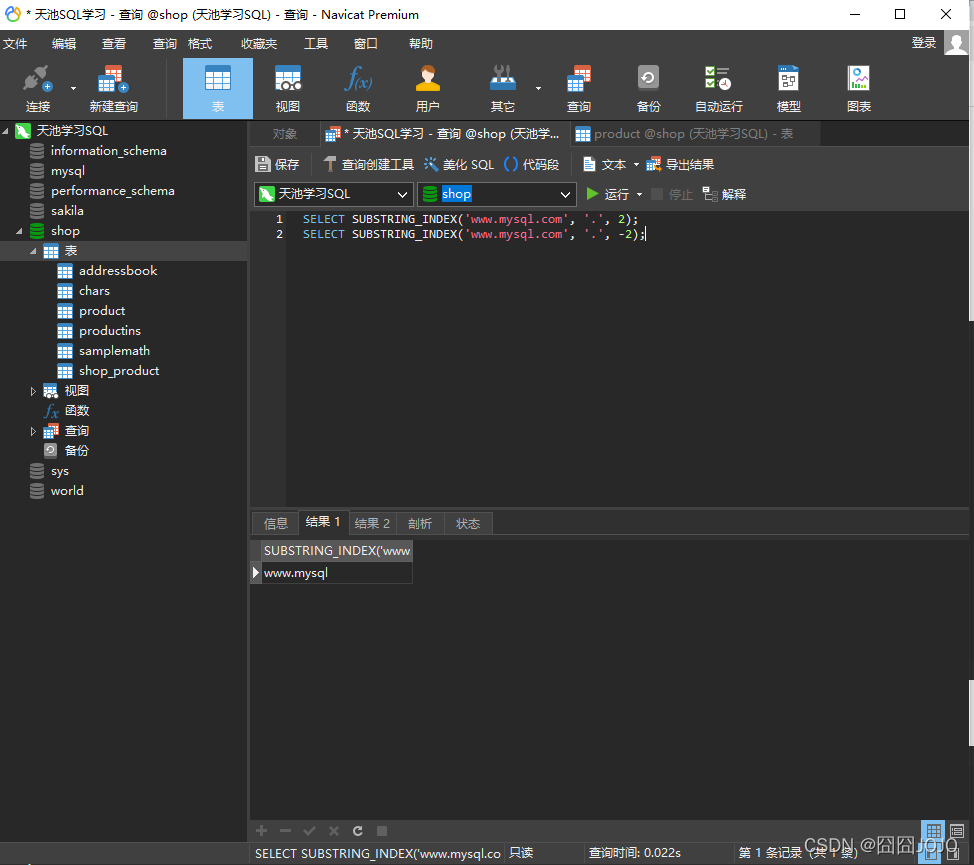 * 天池SQL学习 - 查询 @shop (天池学习SQL) - 查询 - Navicat Premium
文件 编辑 查看 查询 格式 收藏夹 工具 窗口 帮助 登录
连接 新建查询 表 视图 函数 用户 其它 查询 备份 自动运行 模型 图表
天池学习SQL
information_schema
mysql
performance_schema
sakila
shop
表
addressbook
chars
product
productins
samplemath
shop_product
视图
函数
查询
备份
sys
world
对象 * 天池SQL学习 - 查询 @shop (天池学... product @shop (天池学习SQL) - 表
保存 查询创建工具 美化 SQL () 代码段 文本 导出结果
天池学习SQL shop 运行 停止 解释
1 SELECT SUBSTRING_INDEX('www.mysql.com', '.', 2);
2 SELECT SUBSTRING_INDEX('www.mysql.com', '.', -2);
信息 结果 1 结果 2 剖析 状态
SUBSTRING_INDEX('www
www.mysql
SELECT SUBSTRING_INDEX('www.mysql.co 只读 查询时间: 0.022s 第 1 条记录 (共 1 条)
CSDN @囧囧JOJO